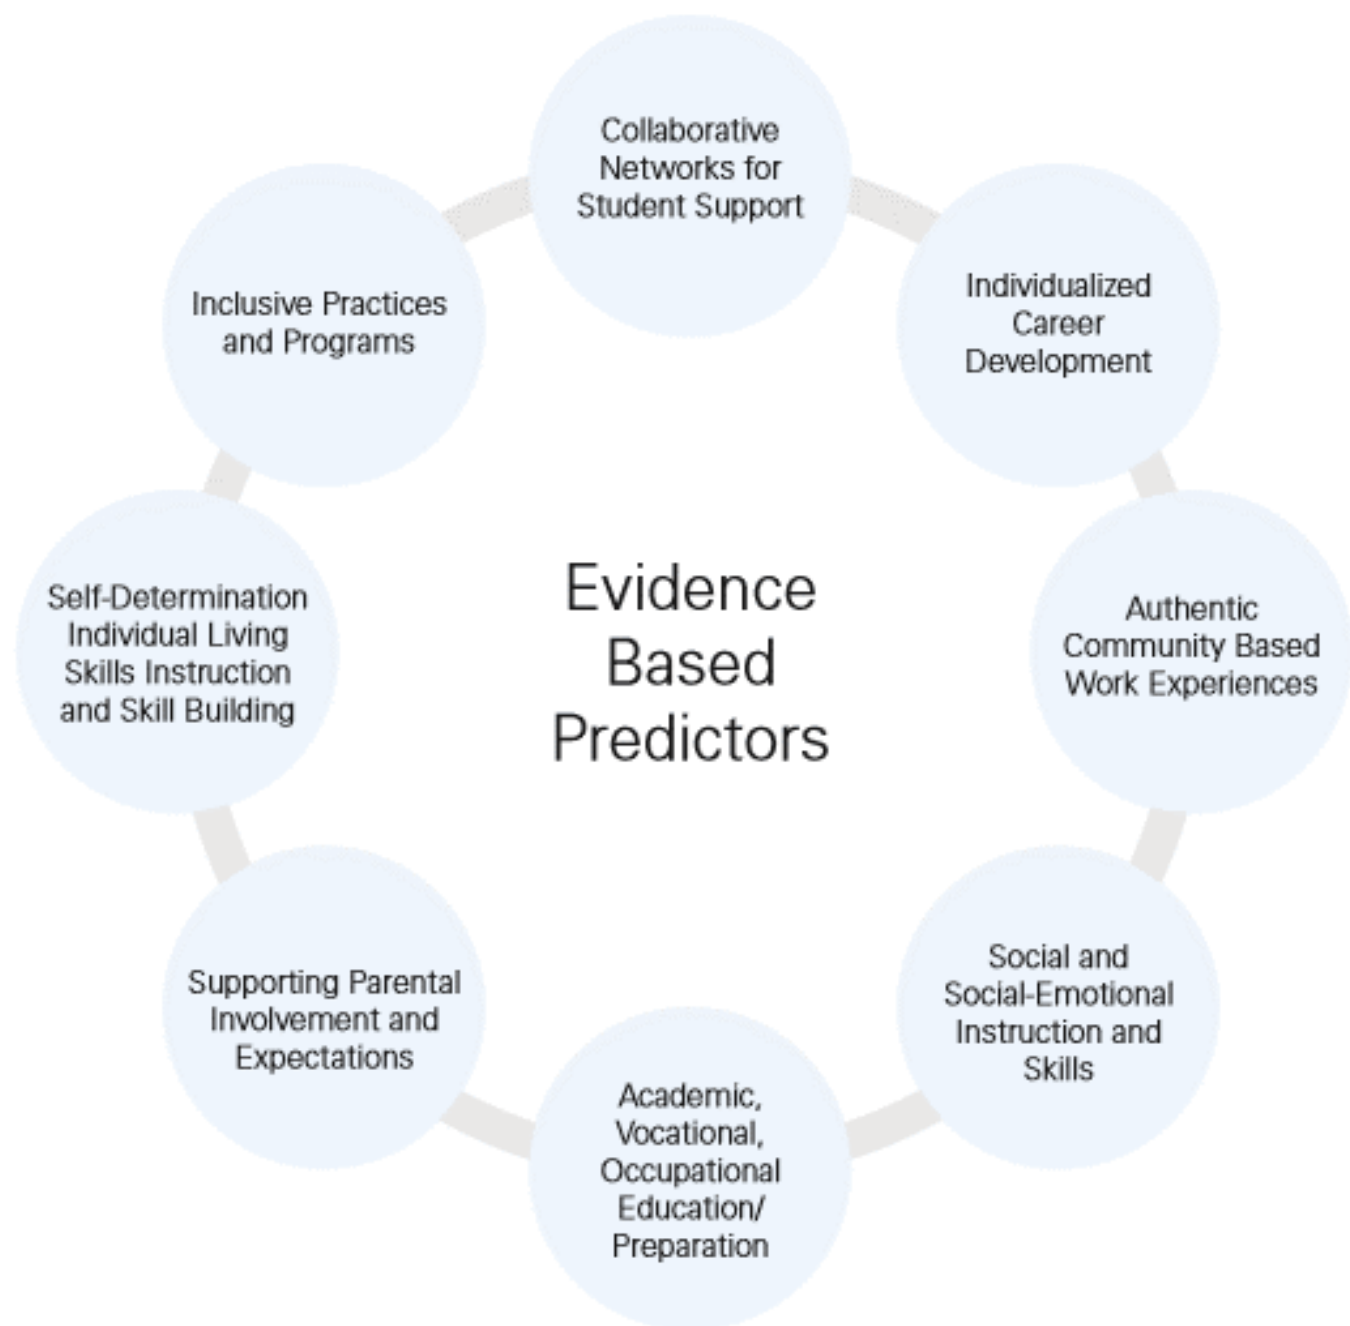 Collaborative
Networks for
Student Support
Individualized
Career
Development
Authentic
Community Based
Work Experiences
Social and
Social-Emotional
Instruction and
Skills
Academic,
Vocational,
Occupational
Education/
Preparation
Supporting Parental
Involvement and
Expectations
Self-Determination
Individual Living
Skills Instruction
and Skill Building
Inclusive Practices
and Programs
Evidence
Based
Predictors